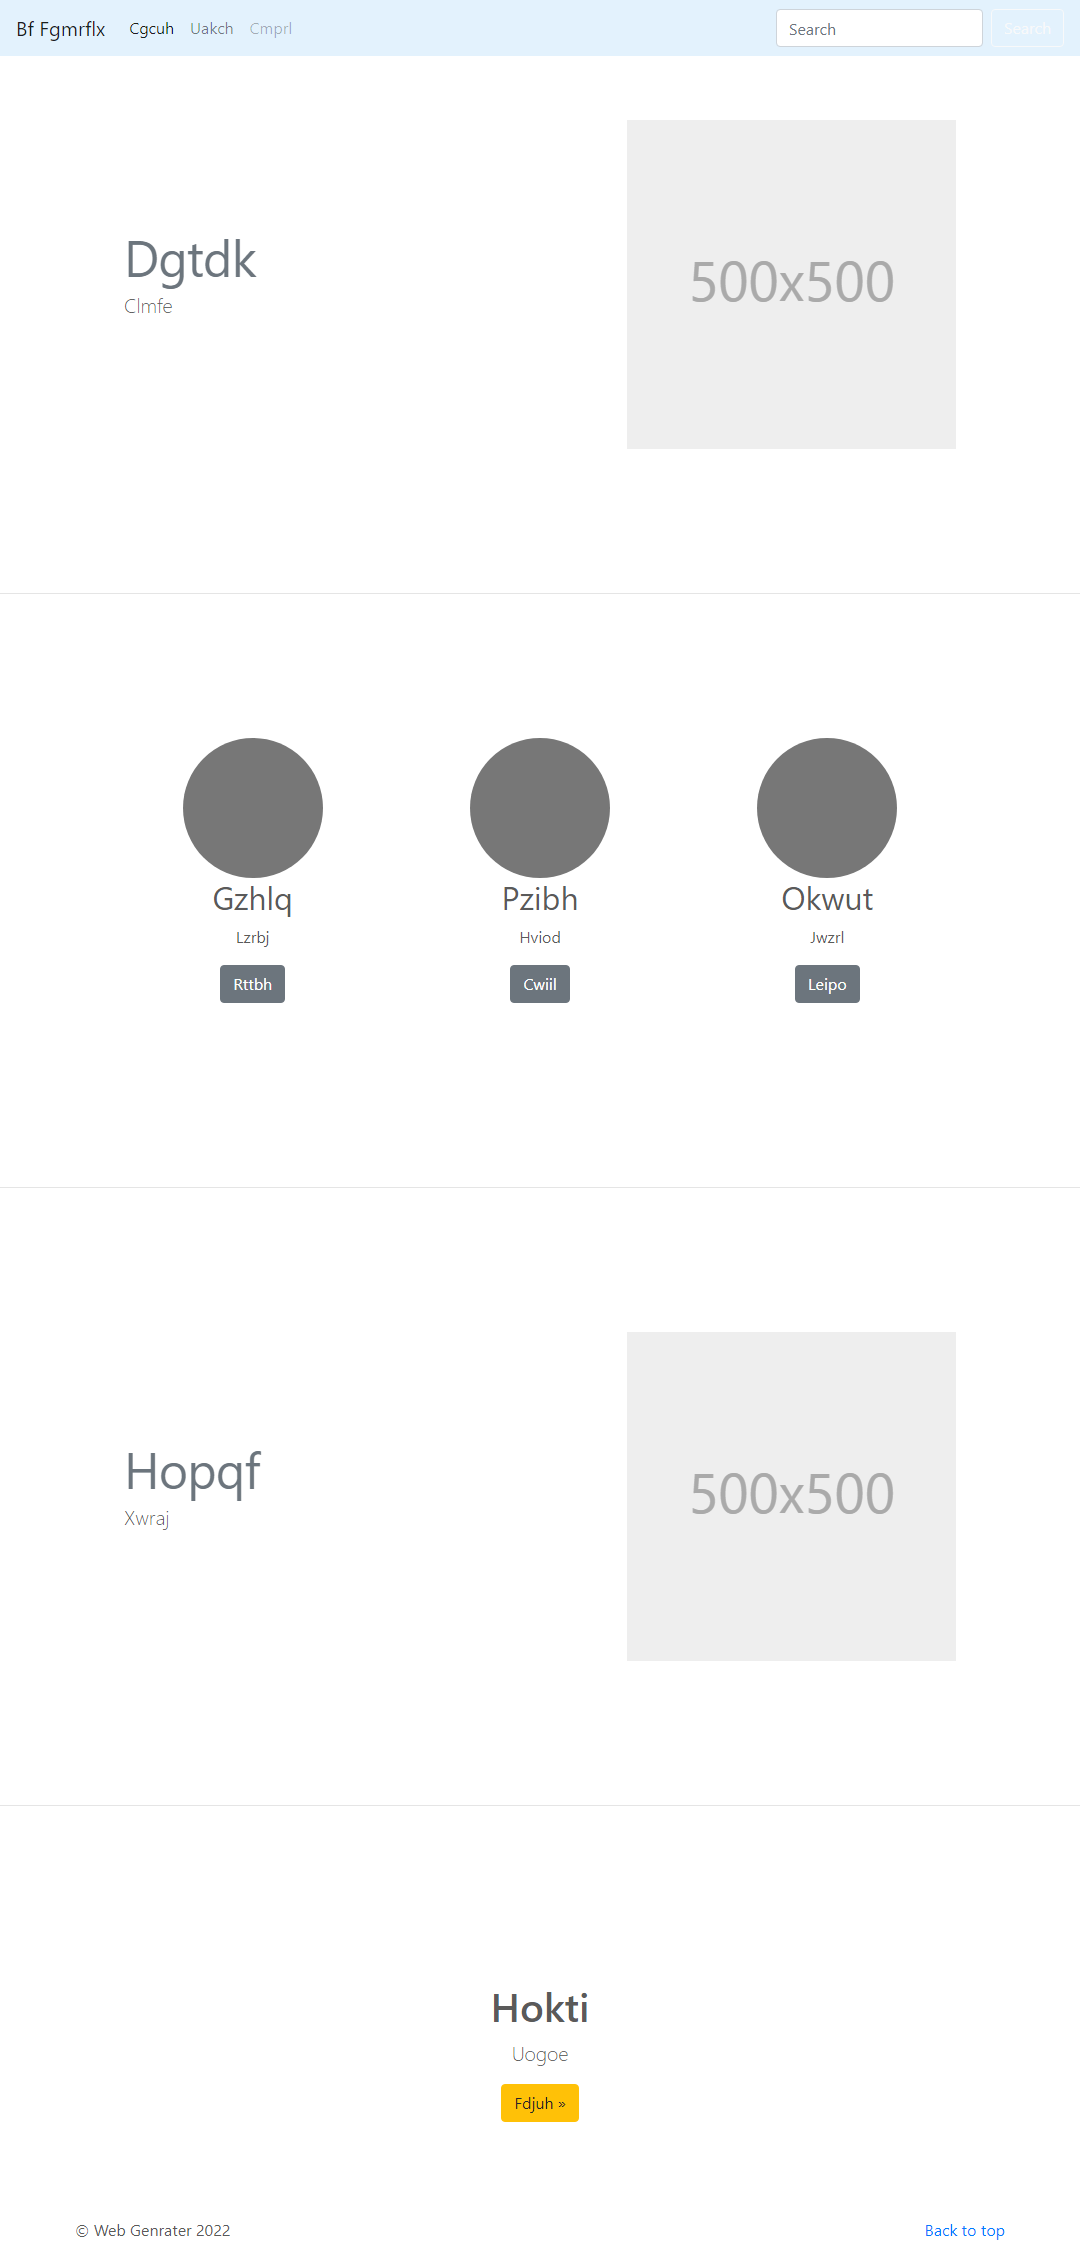 Bf Fgmrflx Cgcuh Uakch Cmprl Search Search
Dgtdk
Clmfe
500x500
Gzhlq Pzibh Okwut
Lzrbj Hviod Jwzrl
Rttbh Cwiil Leipo
Hopqf
Xwraj
500x500
Hokti
Uogoe
Fdjuh »
© Web Genrater 2022 Back to top